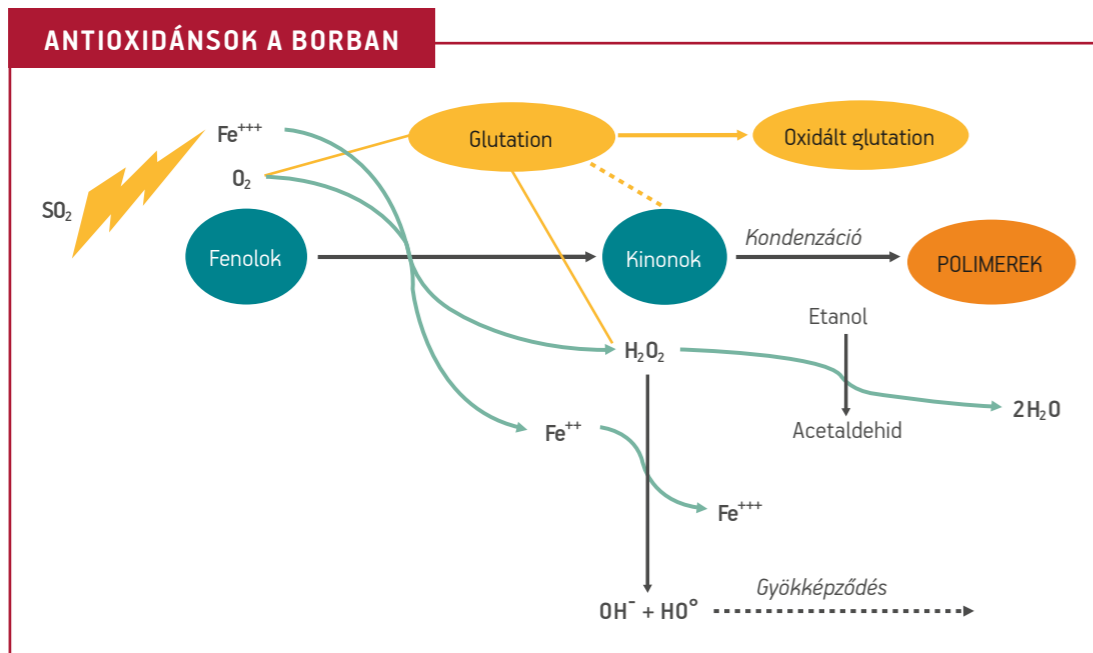 ANTIOXIDÁNSOK A BORBAN
Fe⁺⁺⁺
O₂
SO₂
Glutation
Oxidált glutation
Fenolok
Kinonok
Kondenzáció
POLIMEREK
Etanol
H₂O₂
2H₂O
Acetaldehid
Fe⁺⁺
Fe⁺⁺⁺
Gyökképződés
OH⁻ + HO°